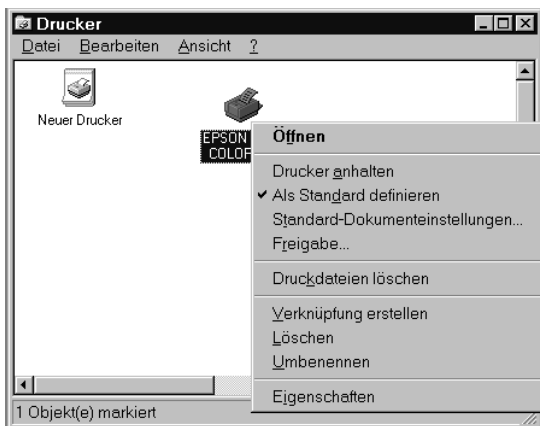 Drucker
Datei Bearbeiten Ansicht ?
Neuer Drucker
EPSON
Öffnen
Drucker anhalten
Als Standard definieren
Standard-Dokumenteinstellungen...
Freigabe...
Druckdateien löschen
Verknüpfung erstellen
Löschen
Umbenennen
Eigenschaften
1 Objekt(e) markiert